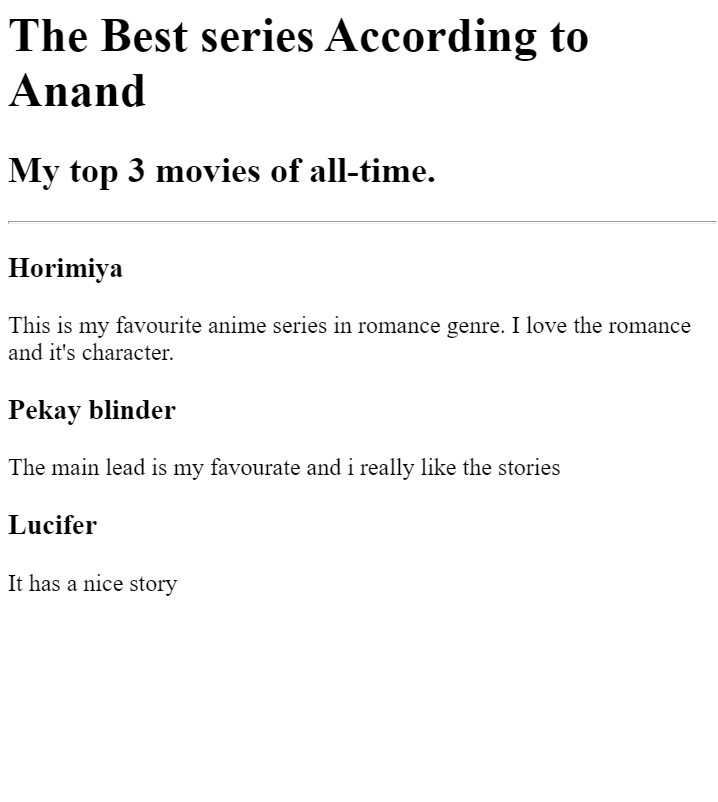 The Best series According to
Anand
My top 3 movies of all-time.
Horimiya
This is my favourite anime series in romance genre. I love the romance
and it's character.
Pekay blinder
The main lead is my favourate and i really like the stories
Lucifer
It has a nice story